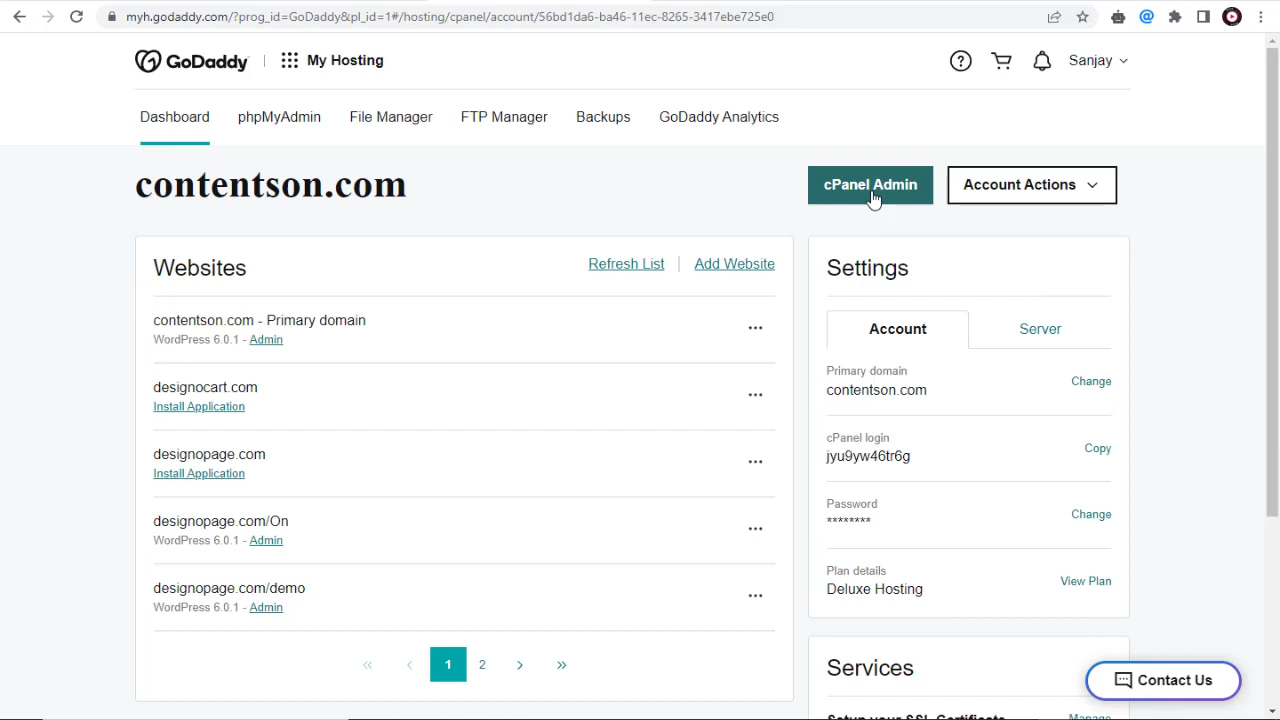 myh.godaddy.com/?prog_id=GoDaddy&pl_id=1#/hosting/cpanel/account/56bd1da6-ba46-11ec-8265-3417ebe725e0
GoDaddy
My Hosting
Sanjay
Dashboard
phpMyAdmin
File Manager
FTP Manager
Backups
GoDaddy Analytics
contentson.com
cPanel Admin
Account Actions
Websites
Refresh List
Add Website
contentson.com - Primary domain
WordPress 6.0.1 - Admin
designocart.com
Install Application
designopage.com
Install Application
designopage.com/On
WordPress 6.0.1 - Admin
designopage.com/demo
WordPress 6.0.1 - Admin
« ‹ 1 2 › »
Settings
Account
Server
Primary domain
contentson.com
Change
cPanel login
jyu9yw46tr6g
Copy
Password
********
Change
Plan details
Deluxe Hosting
View Plan
Services
Setup your SSL Certificate
Manage
Contact Us